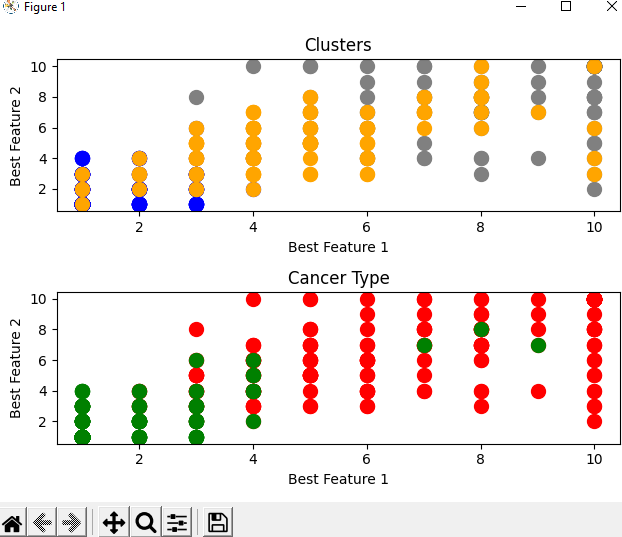 Figure 1
Clusters
10
8
6
4
2
Best Feature 2
2 4 6 8 10
Best Feature 1
Cancer Type
10
8
6
4
2
Best Feature 2
2 4 6 8 10
Best Feature 1